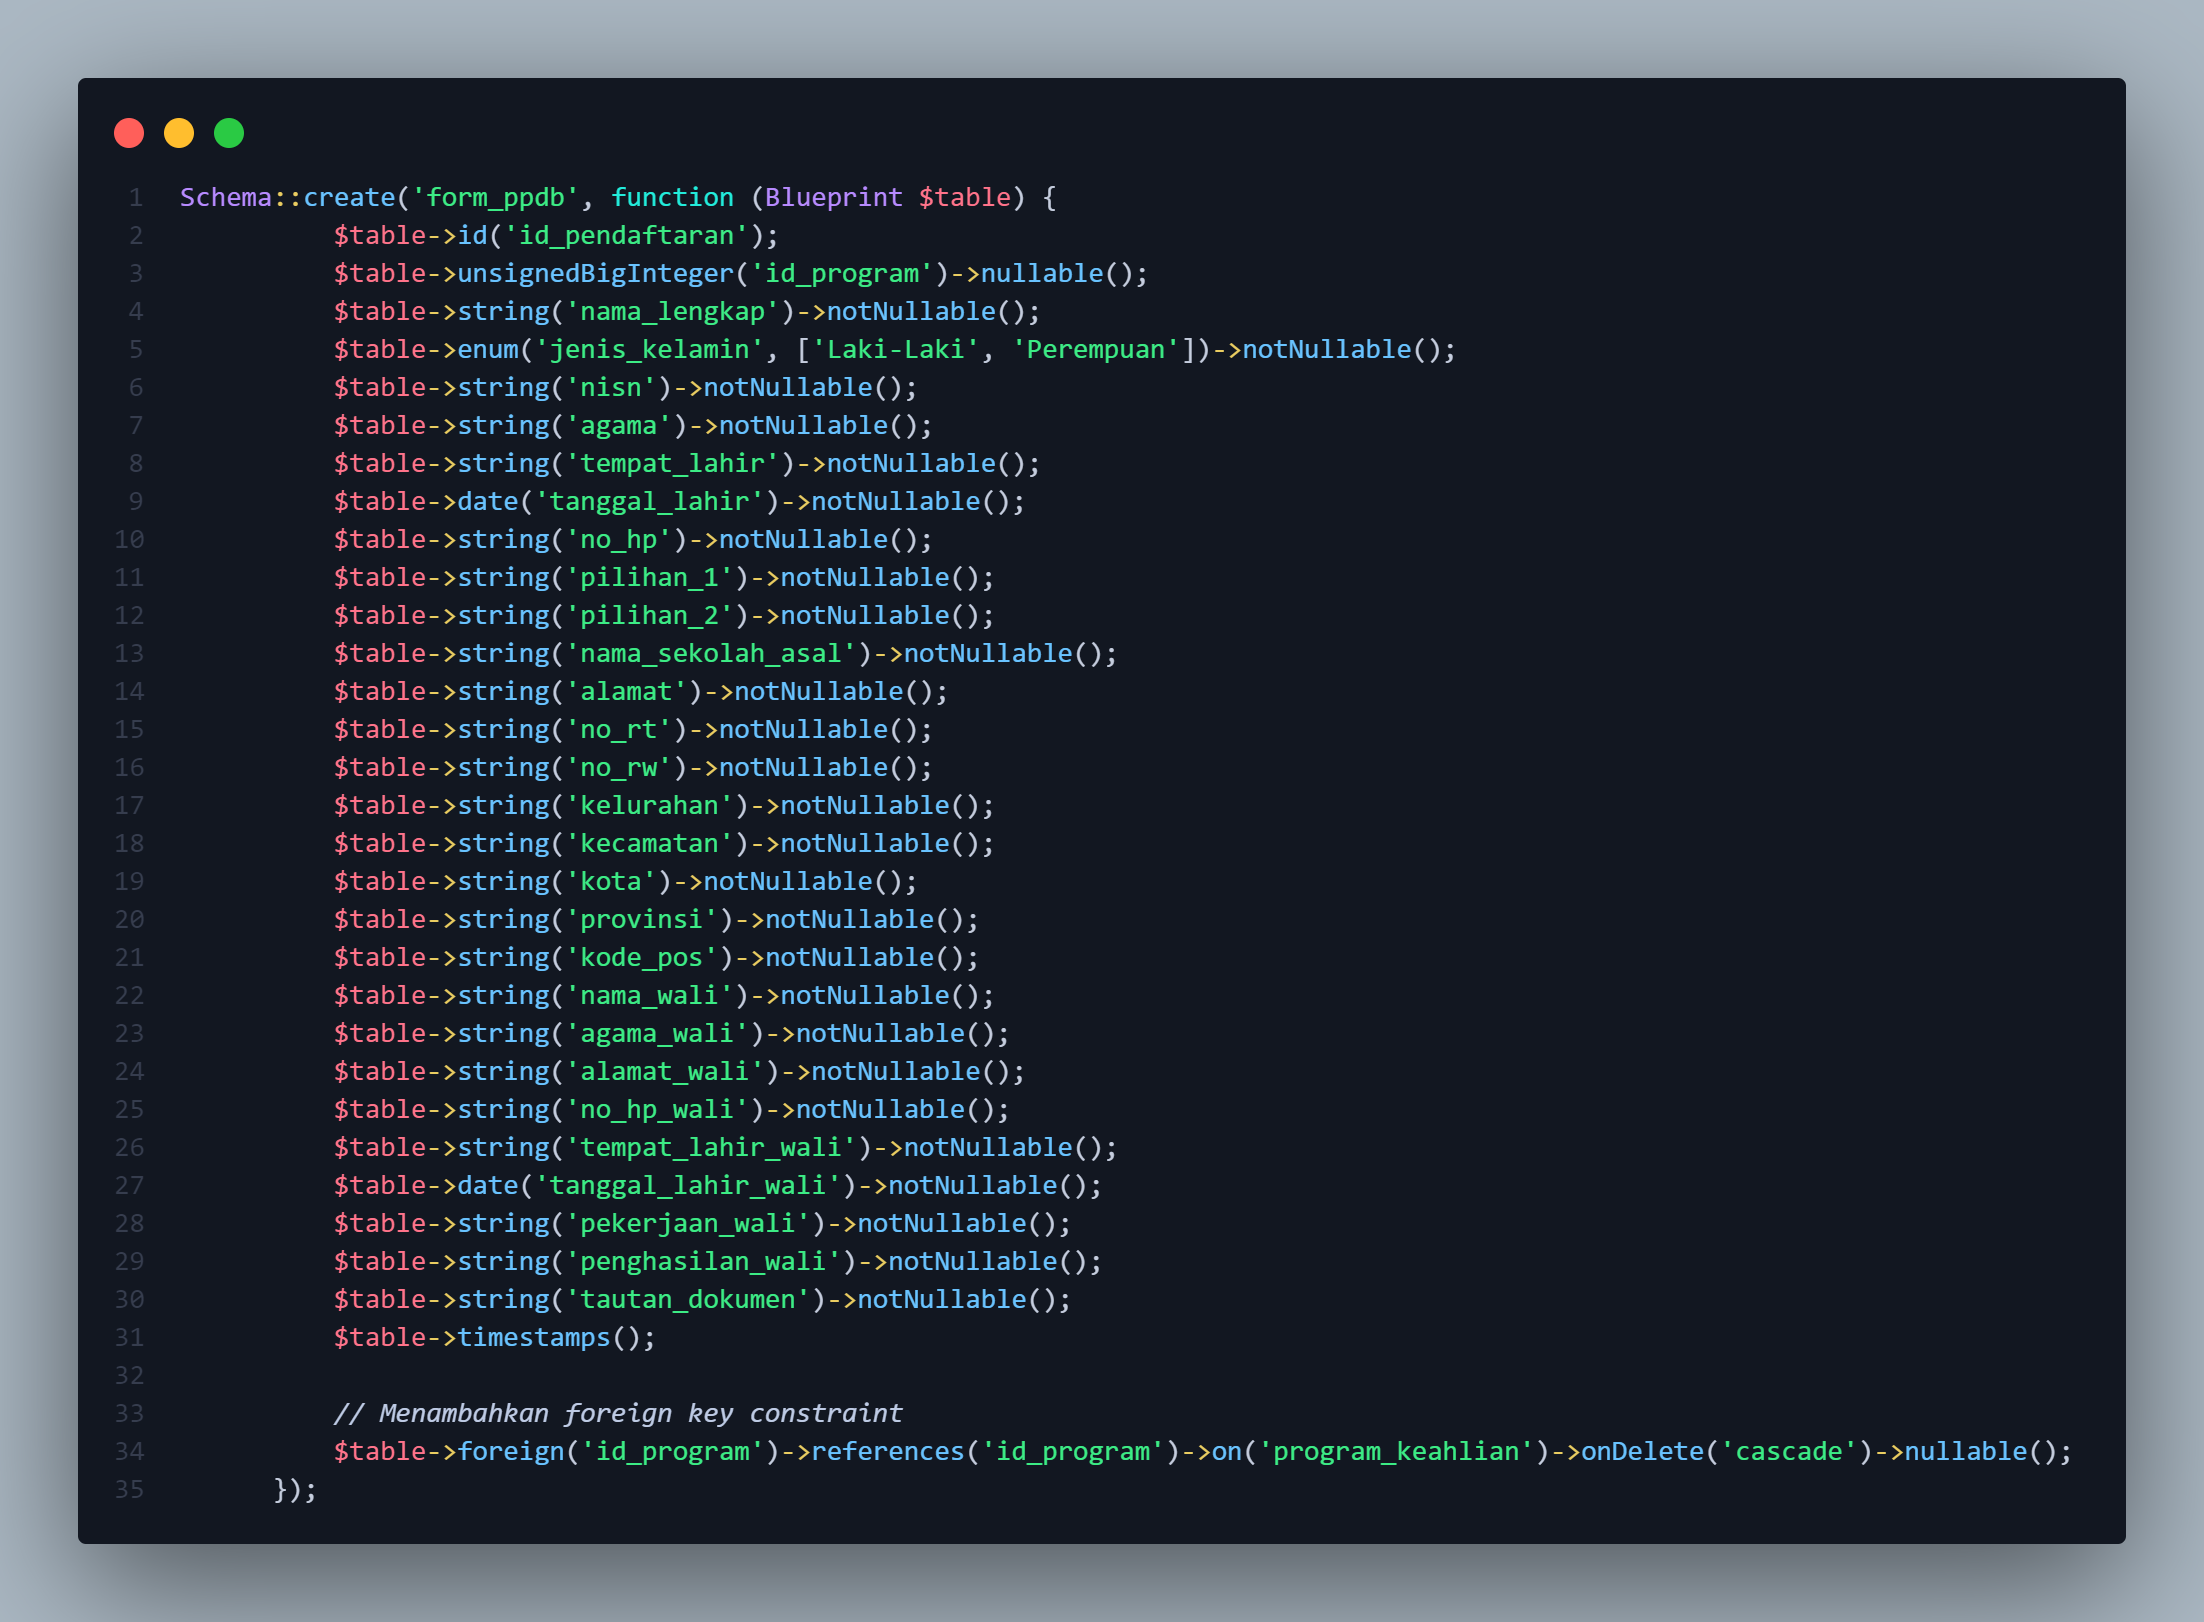 1 Schema::create('form_ppdb', function (Blueprint $table) {
2 $table->id('id_pendaftaran');
3 $table->unsignedBigInteger('id_program')->nullable();
4 $table->string('nama_lengkap')->notNullable();
5 $table->enum('jenis_kelamin', ['Laki-Laki', 'Perempuan'])->notNullable();
6 $table->string('nisn')->notNullable();
7 $table->string('agama')->notNullable();
8 $table->string('tempat_lahir')->notNullable();
9 $table->date('tanggal_lahir')->notNullable();
10 $table->string('no_hp')->notNullable();
11 $table->string('pilihan_1')->notNullable();
12 $table->string('pilihan_2')->notNullable();
13 $table->string('nama_sekolah_asal')->notNullable();
14 $table->string('alamat')->notNullable();
15 $table->string('no_rt')->notNullable();
16 $table->string('no_rw')->notNullable();
17 $table->string('kelurahan')->notNullable();
18 $table->string('kecamatan')->notNullable();
19 $table->string('kota')->notNullable();
20 $table->string('provinsi')->notNullable();
21 $table->string('kode_pos')->notNullable();
22 $table->string('nama_wali')->notNullable();
23 $table->string('agama_wali')->notNullable();
24 $table->string('alamat_wali')->notNullable();
25 $table->string('no_hp_wali')->notNullable();
26 $table->string('tempat_lahir_wali')->notNullable();
27 $table->date('tanggal_lahir_wali')->notNullable();
28 $table->string('pekerjaan_wali')->notNullable();
29 $table->string('penghasilan_wali')->notNullable();
30 $table->string('tautan_dokumen')->notNullable();
31 $table->timestamps();
32
33 // Menambahkan foreign key constraint
34 $table->foreign('id_program')->references('id_program')->on('program_keahlian')->onDelete('cascade')->nullable();
35 });